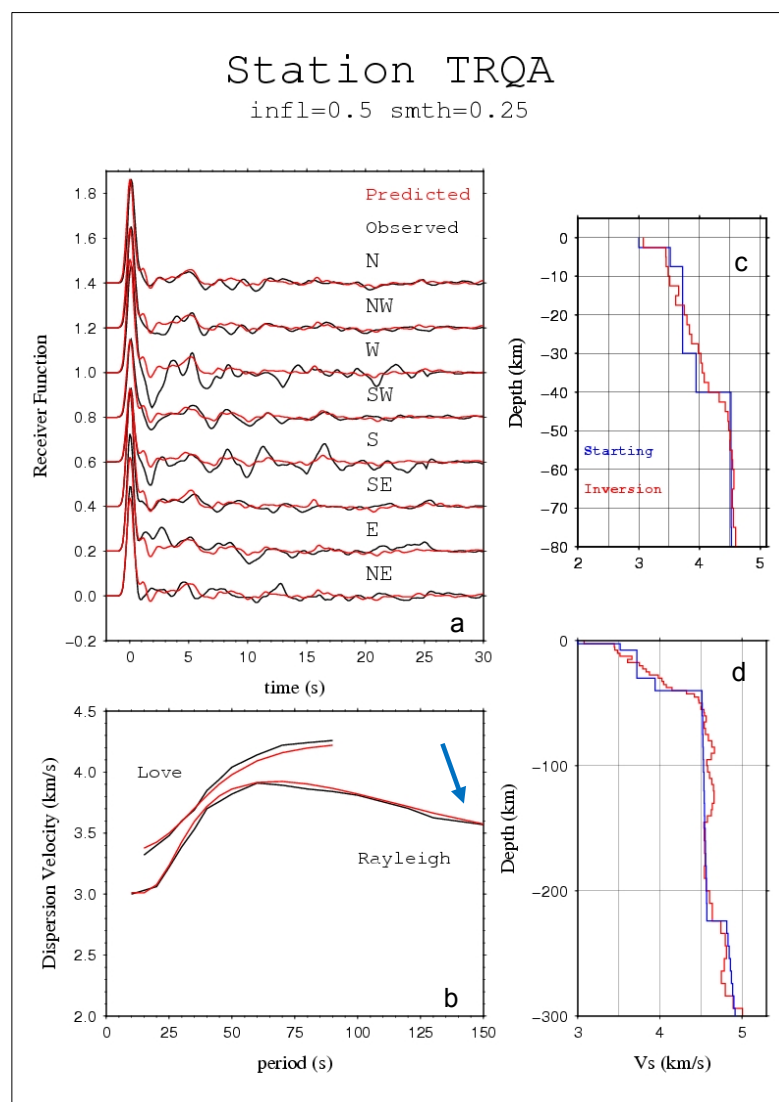 Station TRQA
infl=0.5 smth=0.25
Receiver Function
1.8
1.6
1.4
1.2
1.0
0.8
0.6
0.4
0.2
0.0
−0.2
Predicted
Observed
N
NW
W
SW
S
SE
E
NE
a
0 5 10 15 20 25 30
time (s)
Depth (km)
0
−10
−20
−30
−40
−50
−60
−70
−80
c
Starting
Inversion
2 3 4 5
Dispersion Velocity (km/s)
4.5
4.0
3.5
3.0
2.5
2.0
Love
Rayleigh
b
0 25 50 75 100 125 150
period (s)
Depth (km)
0
−100
−200
−300
d
3 4 5
Vs (km/s)